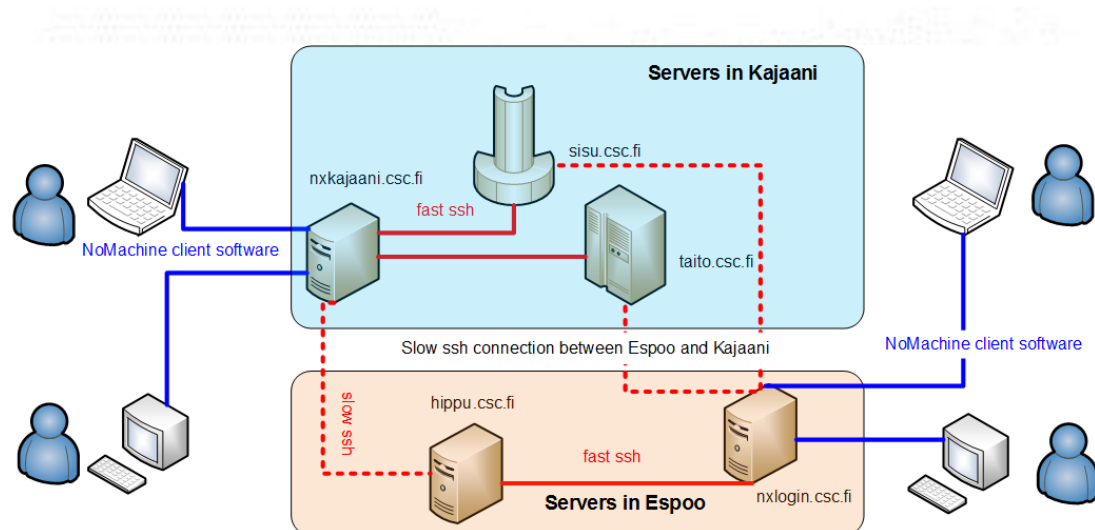 Servers in Kajaani
sisu.csc.fi
nxkajaani.csc.fi
fast ssh
NoMachine client software
taito.csc.fi
Slow ssh connection between Espoo and Kajaani
NoMachine client software
slow ssh
hippu.csc.fi
fast ssh
Servers in Espoo
nxlogin.csc.fi